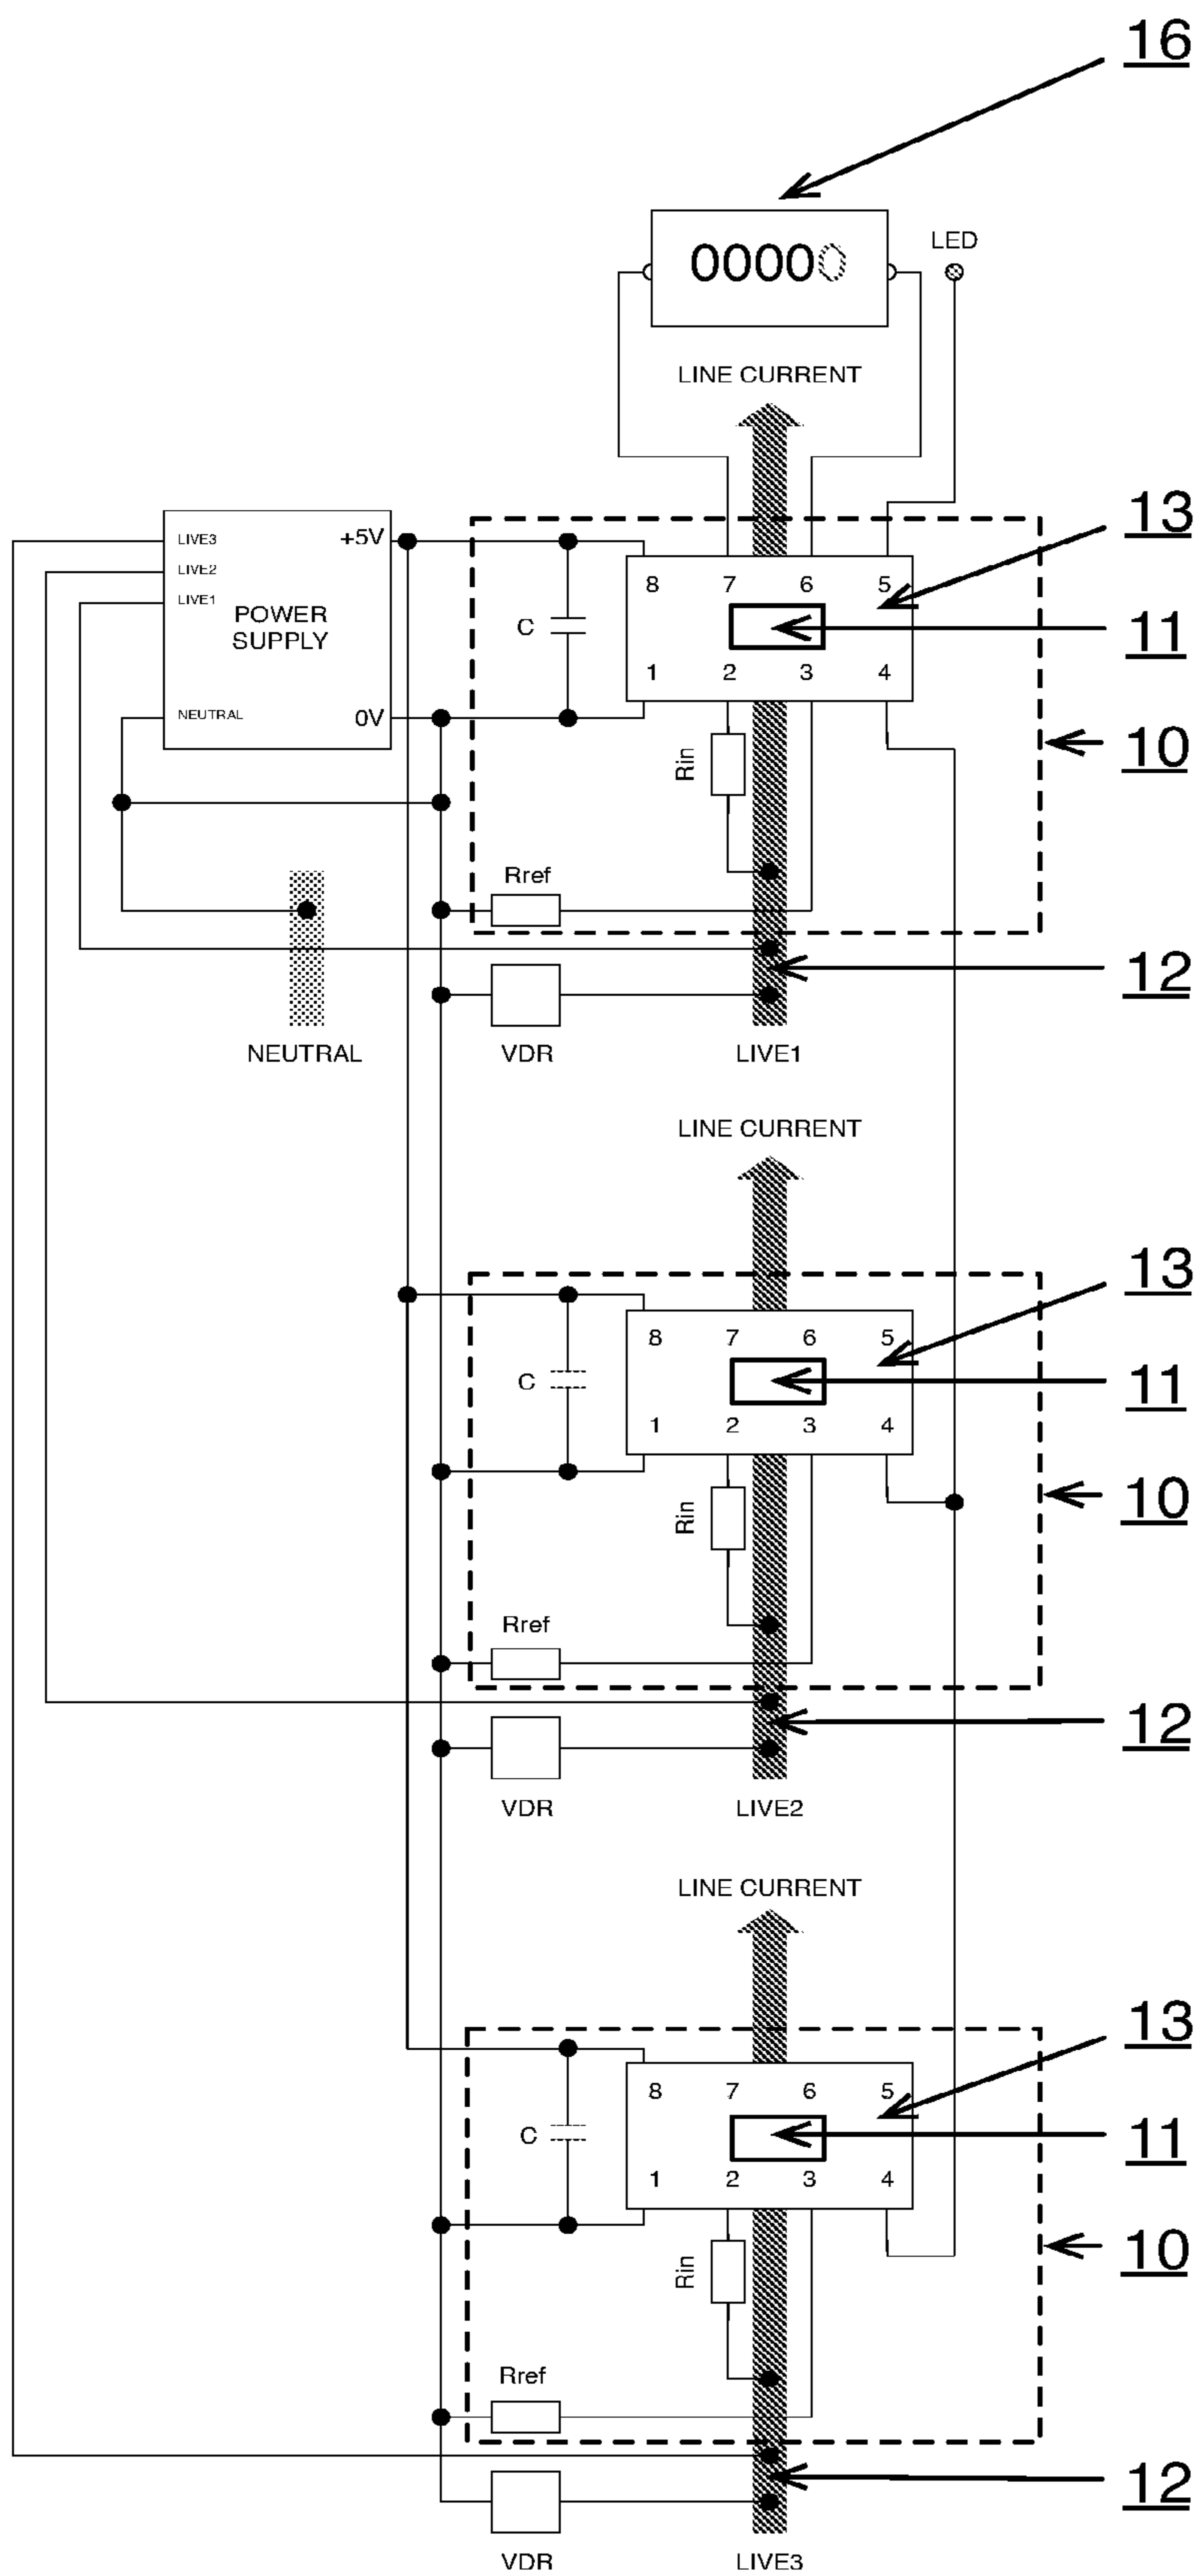 16
00000
LED
LINE CURRENT
LIVE3 +5V
LIVE2
LIVE1
POWER
SUPPLY
NEUTRAL 0V
13
8 7 6 5
C
11
1 2 3 4
10
Rin
Rref
12
NEUTRAL
VDR
LIVE1
LINE CURRENT
13
8 7 6 5
C
11
1 2 3 4
10
Rin
Rref
12
VDR
LIVE2
LINE CURRENT
13
8 7 6 5
C
11
1 2 3 4
10
Rin
Rref
12
VDR
LIVE3